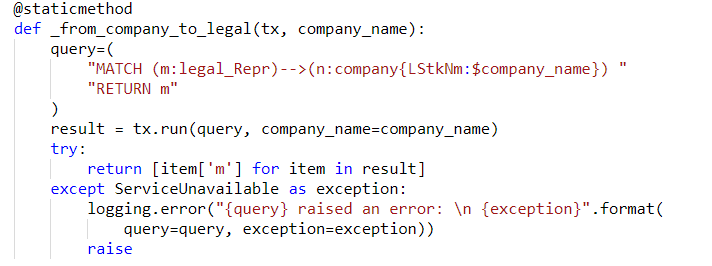 @staticmethod
def _from_company_to_legal(tx, company_name):
    query=(
        "MATCH (m:legal_Repr)-->(n:company{LStkNm:$company_name}) "
        "RETURN m"
    )
    result = tx.run(query, company_name=company_name)
    try:
        return [item['m'] for item in result]
    except ServiceUnavailable as exception:
        logging.error("{query} raised an error: \n {exception}".format(
            query=query, exception=exception))
        raise